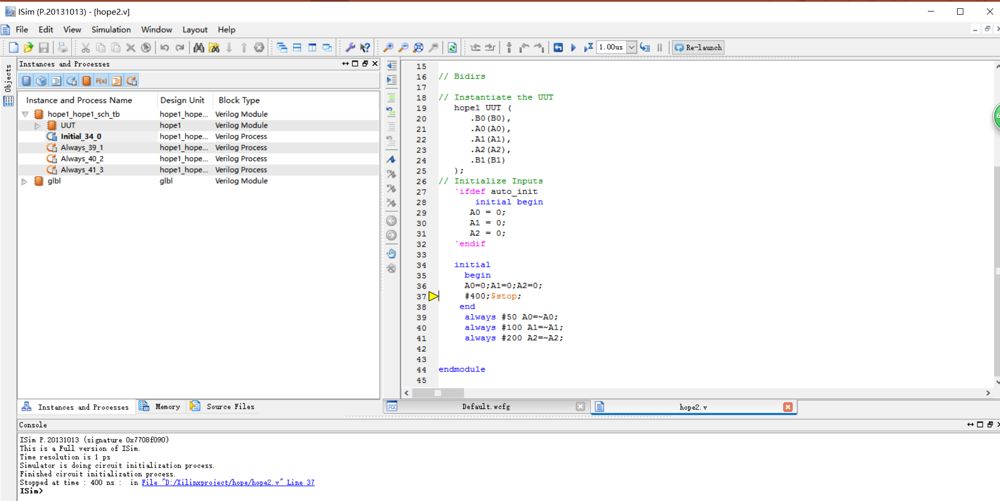 ISim (P.20131013) - [hope2.v]
File Edit View Simulation Window Layout Help
1.00us Re-launch
Objects
Instances and Processes
F(x)
Instance and Process Name Design Unit Block Type
hope1_hope1_sch_tb hope1_hope... Verilog Module
UUT hope1 Verilog Module
Initial_34_0 hope1_hope... Verilog Process
Always_39_1 hope1_hope... Verilog Process
Always_40_2 hope1_hope... Verilog Process
Always_41_3 hope1_hope... Verilog Process
glbl glbl Verilog Module
Instances and Processes Memory Source Files
15
16 // Bidirs
17
18 // Instantiate the UUT
19 hope1 UUT (
20 .B0(B0),
21 .A0(A0),
22 .A1(A1),
23 .A2(A2),
24 .B1(B1)
25 );
26 // Initialize Inputs
27 `ifdef auto_init
28 initial begin
29 A0 = 0;
30 A1 = 0;
31 A2 = 0;
32 `endif
33
34 initial
35 begin
36 A0=0;A1=0;A2=0;
37 #400;$stop;
38 end
39 always #50 A0=~A0;
40 always #100 A1=~A1;
41 always #200 A2=~A2;
42
43
44 endmodule
45
Default.wcfg hope2.v
Console
ISim P.20131013 (signature 0x7708f090)
This is a Full version of ISim.
Time resolution is 1 ps
Simulator is doing circuit initialization process.
Finished circuit initialization process.
Stopped at time : 400 ns : in File "D:/Xilinxproject/hope/hope2.v" Line 37
ISim>